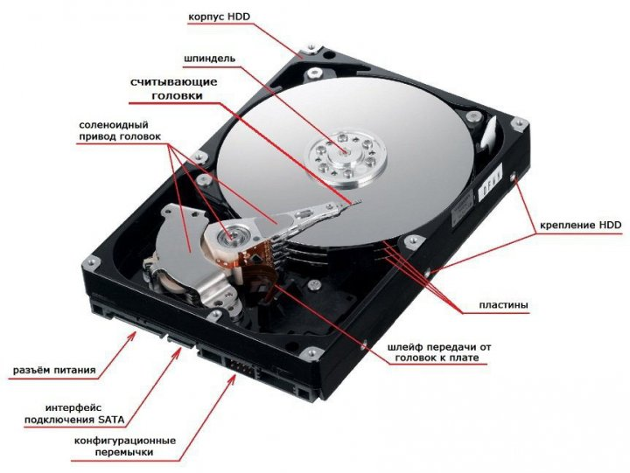 корпус HDD
шпиндель
считывающие
головки
соленоидный
привод головок
крепление HDD
пластины
шлейф передачи от
головок к плате
разъём питания
интерфейс
подключения SATA
конфигурационные
перемычки